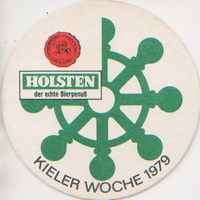 HOLSTEN
der echte Biergenuß
KIELER WOCHE 1979